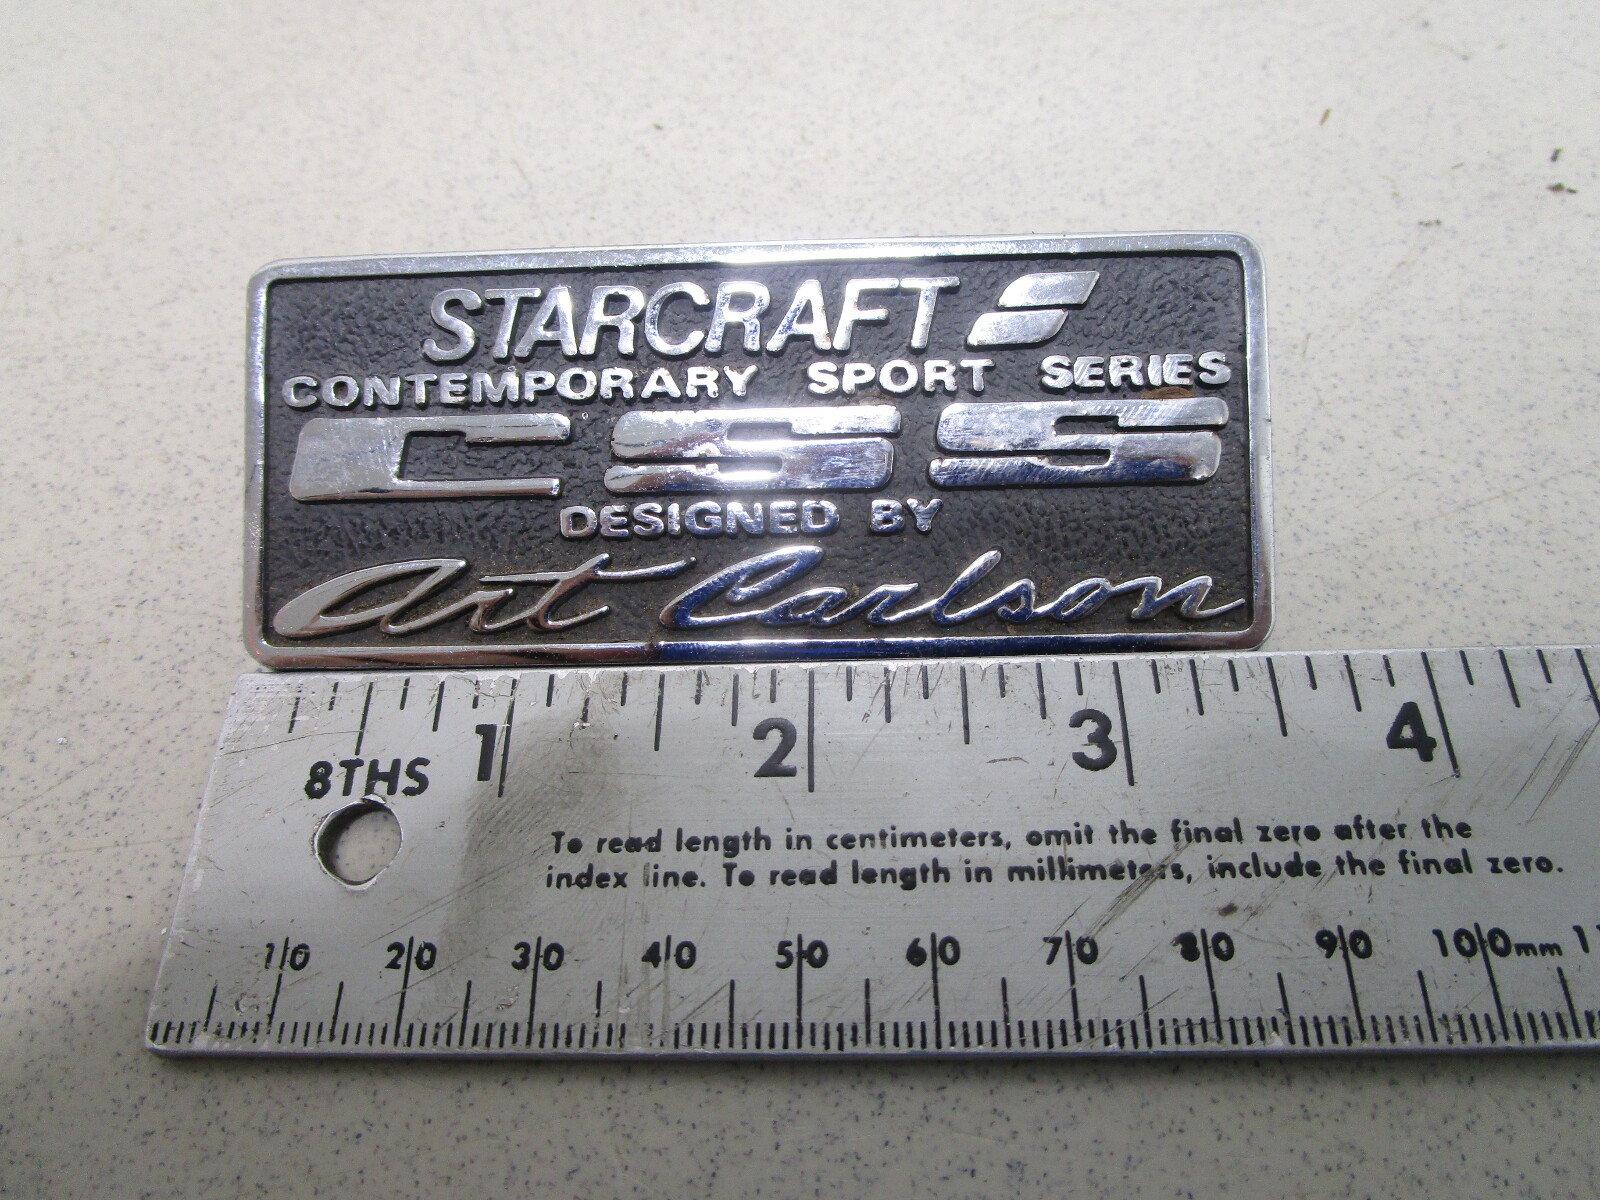 STARCRAFT
CONTEMPORARY SPORT SERIES
CSS
DESIGNED BY
Art Carlson
1 2 3 4
8THS
To read length in centimeters, omit the final zero after the
index line. To read length in millimeters, include the final zero.
10 20 30 40 50 60 70 80 90 100mm